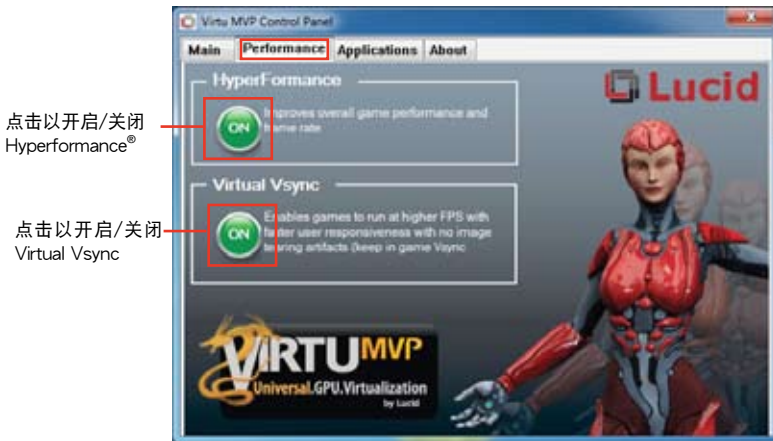 Virtu MVP Control Panel
Main Performance Applications About
HyperFormance
ON
Improves overall game performance and
frame rate
点击以开启/关闭
Hyperformance®
Virtual Vsync
ON
Enables games to run at higher FPS with
faster user responsiveness with no image
tearing artifacts (keep in game Vsync
点击以开启/关闭
Virtual Vsync
Lucid
VIRTU MVP
Universal.GPU.Virtualization
by Lucid